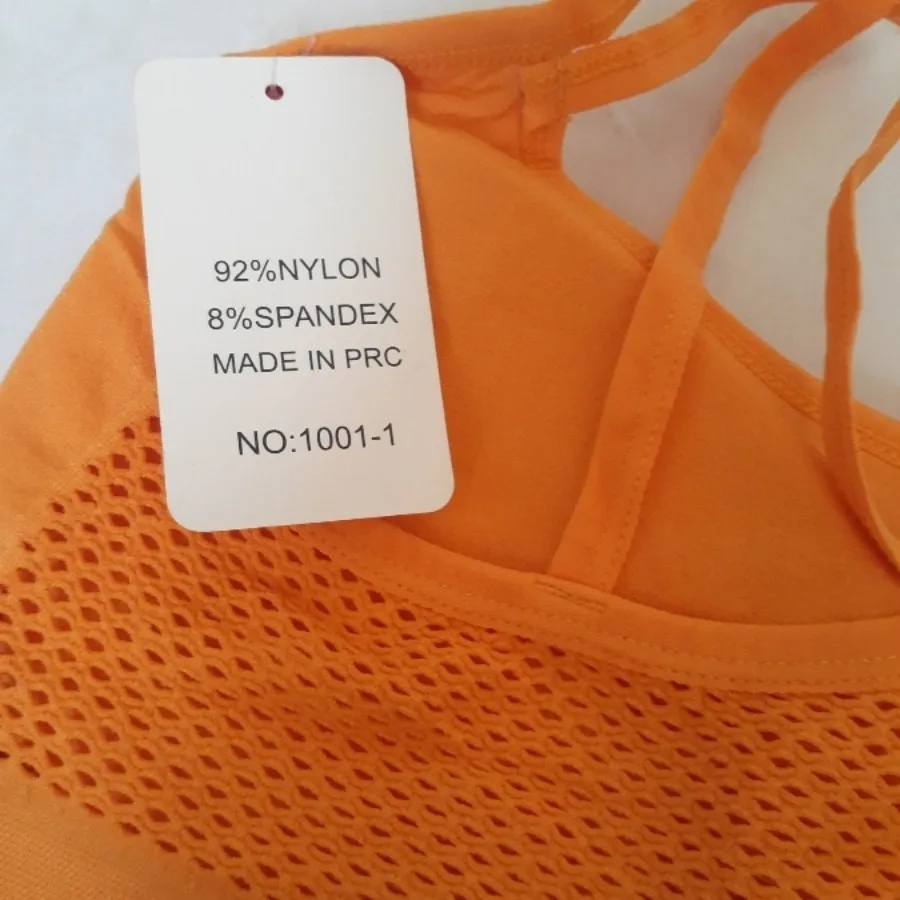 92%NYLON
8%SPANDEX
MADE IN PRC
NO:1001-1